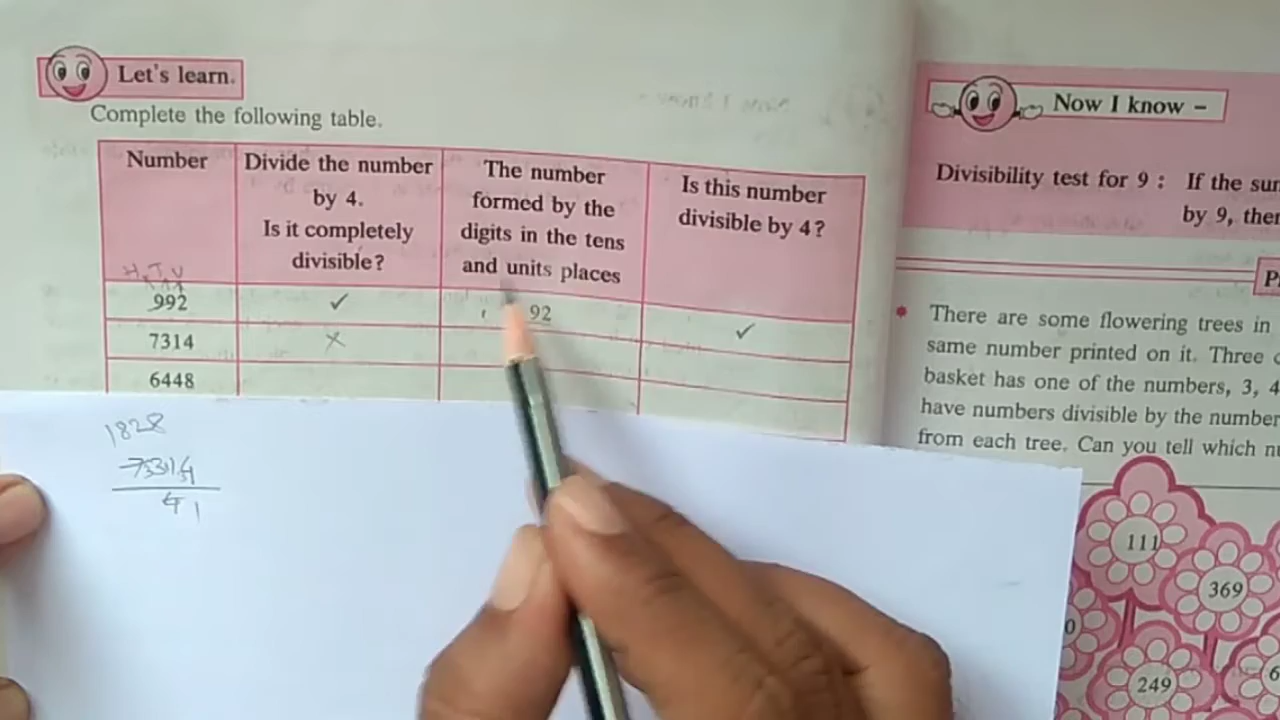 Let's learn.
Complete the following table.
Number
Divide the number
by 4.
Is it completely
divisible?
The number
formed by the
digits in the tens
and units places
Is this number
divisible by 4?
H T U
992 ✓ 92 ✓
7314 ×
6448
1828
4
Now I know –
Divisibility test for 9 : If the sum
by 9, then
There are some flowering trees in
same number printed on it. Three
basket has one of the numbers, 3, 4
have numbers divisible by the number
from each tree. Can you tell which
111
369
249